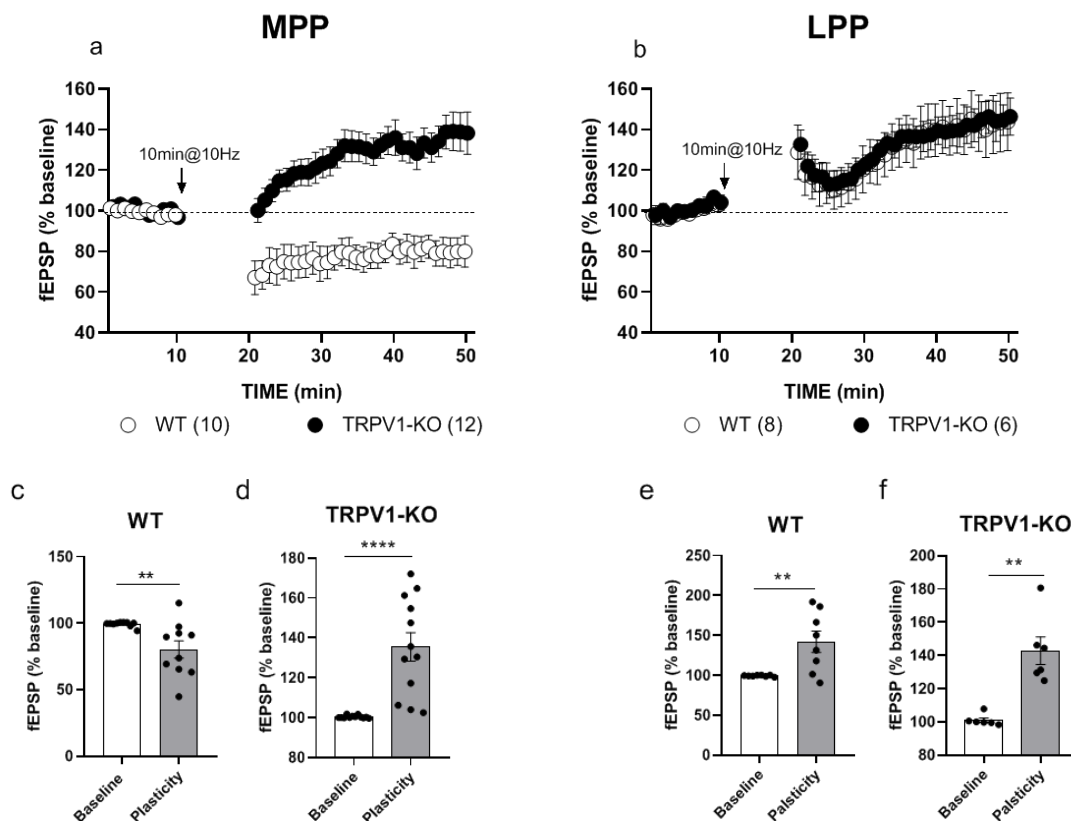 MPP
LPP
a
b
fEPSP (% baseline)
160
140
120
100
80
60
40
10min@10Hz
10
20
30
40
50
TIME (min)
WT (10)
TRPV1-KO (12)
fEPSP (% baseline)
160
140
120
100
80
60
40
10min@10Hz
10
20
30
40
50
TIME (min)
WT (8)
TRPV1-KO (6)
c
WT
fEPSP (% baseline)
150
100
50
0
**
Baseline
Plasticity
d
TRPV1-KO
fEPSP (% baseline)
180
160
140
120
100
80
****
Baseline
Plasticity
e
WT
fEPSP (% baseline)
250
200
150
100
50
0
**
Baseline
Palsticity
f
TRPV1-KO
fEPSP (% baseline)
200
180
160
140
120
100
80
**
Baseline
Palsticity